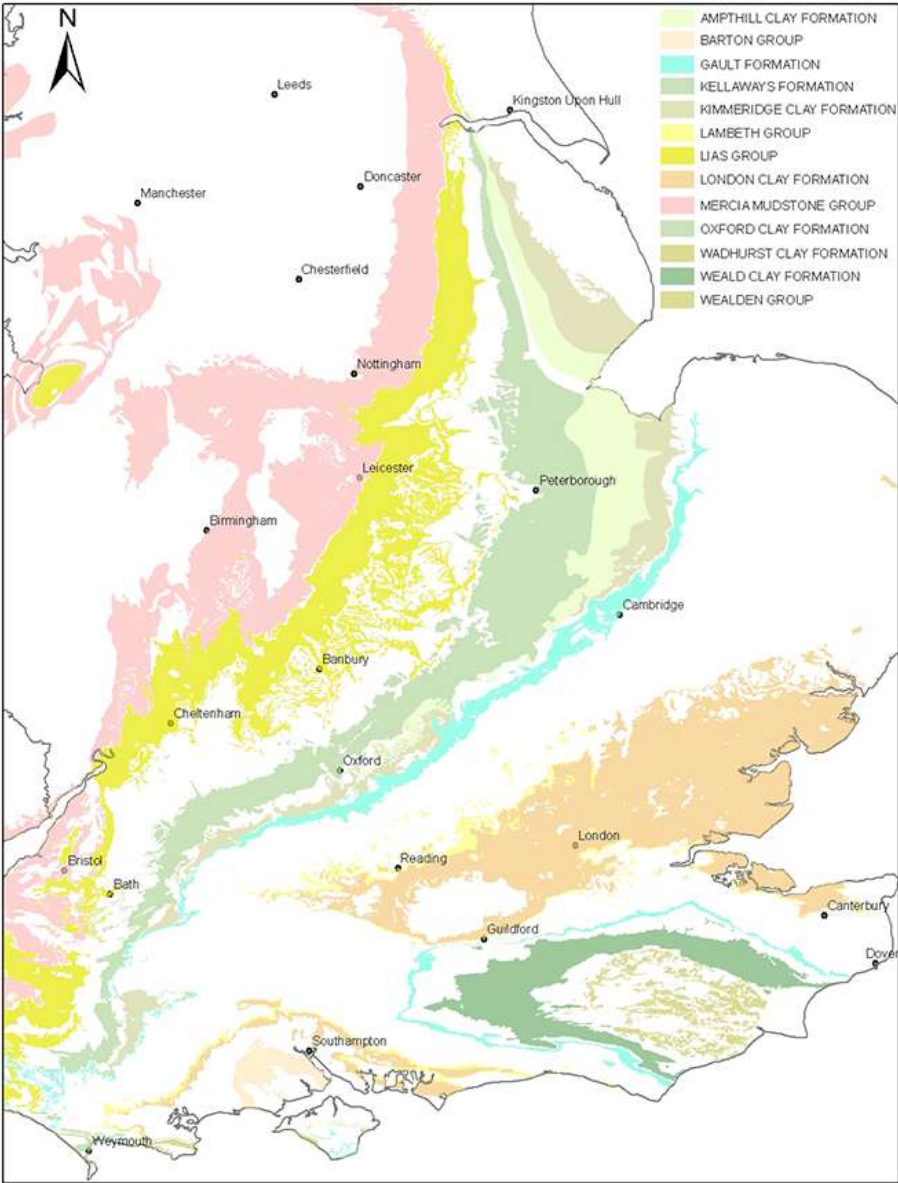 N
AMPTHILL CLAY FORMATION
BARTON GROUP
GAULT FORMATION
KELLAWAYS FORMATION
KIMMERIDGE CLAY FORMATION
LAMBETH GROUP
LIAS GROUP
LONDON CLAY FORMATION
MERCIA MUDSTONE GROUP
OXFORD CLAY FORMATION
WADHURST CLAY FORMATION
WEALD CLAY FORMATION
WEALDEN GROUP
Leeds
Kingston Upon Hull
Doncaster
Manchester
Chesterfield
Nottingham
Leicester
Peterborough
Birmingham
Cambridge
Banbury
Cheltenham
Oxford
London
Reading
Bristol
Bath
Canterbury
Guildford
Dover
Southampton
Weymouth